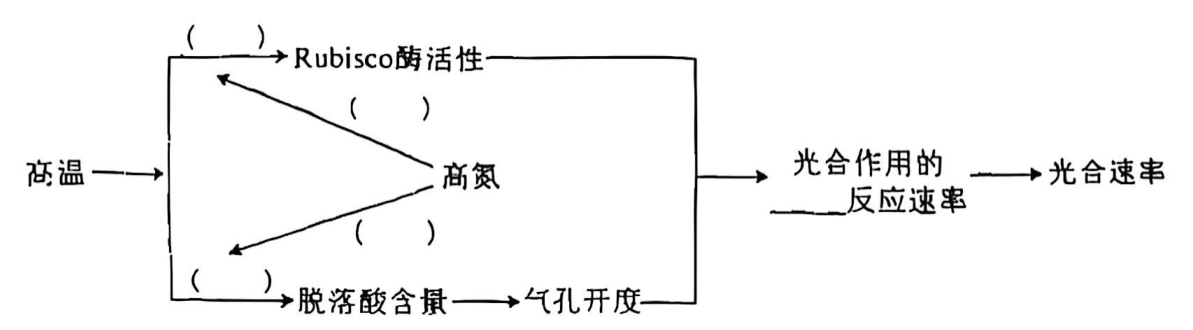 (    )
Rubisco酶活性
(    )
高温
高氮
光合作用的
____反应速率
光合速率
(    )
(    )
脱落酸含量
气孔开度